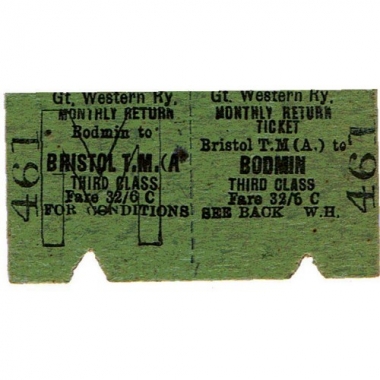 Gt. Western Ry.
MONTHLY RETURN
Bodmin to
BRISTOL T.M.(A
THIRD CLASS
Fare 32/6 C
FOR CONDITIONS
461
Gt. Western Ry.
MONTHLY RETURN
TICKET
Bristol T.M(A.) to
BODMIN
THIRD CLASS
Fare 32/6 C
SEE BACK W.H.
461